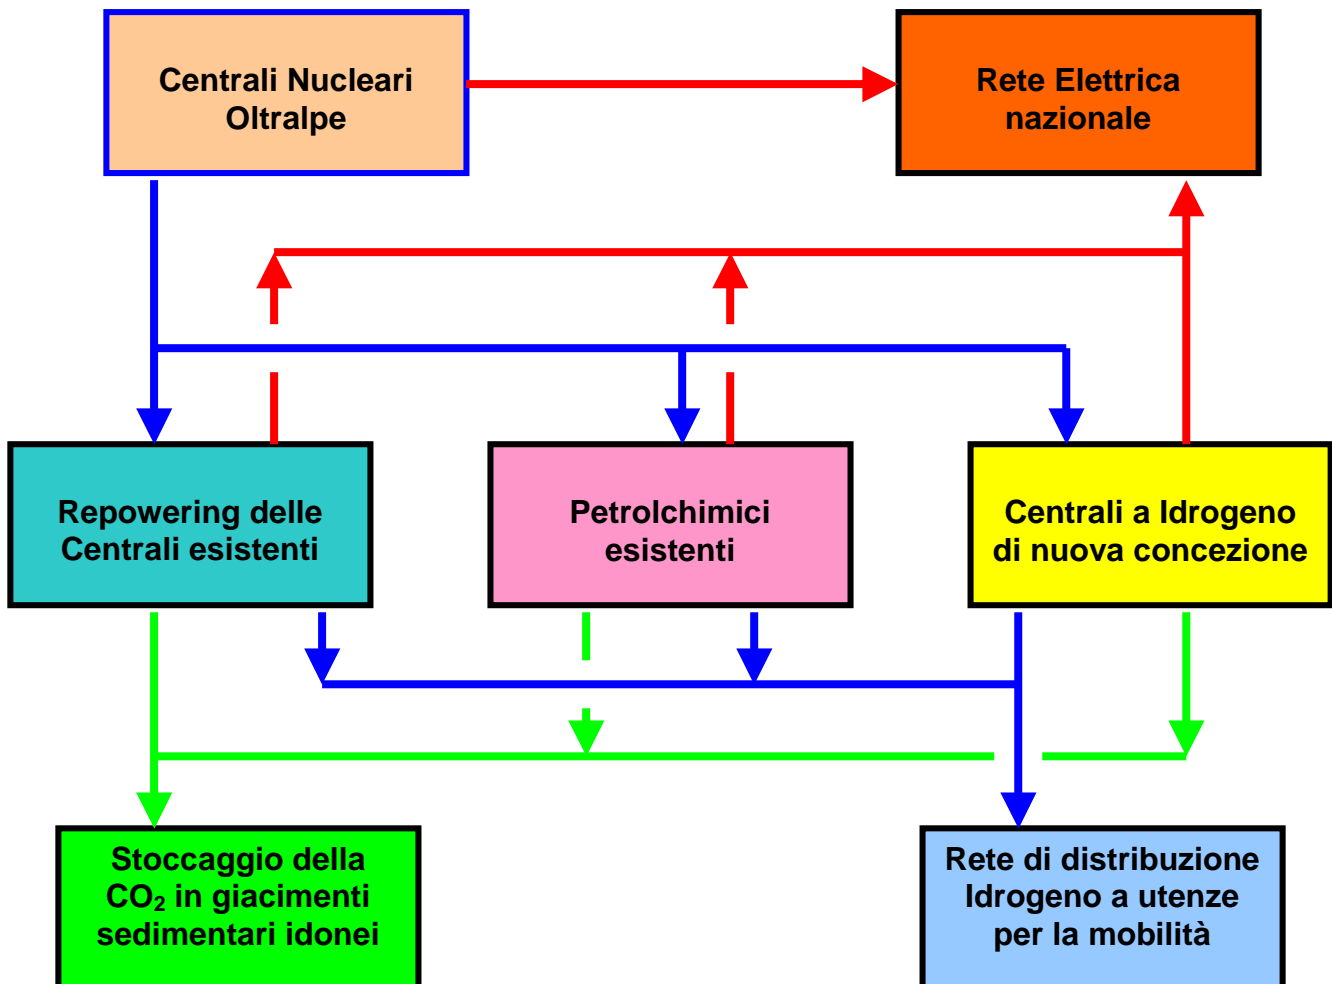 Centrali Nucleari
Oltralpe
Rete Elettrica
nazionale
Repowering delle
Centrali esistenti
Petrolchimici
esistenti
Centrali a Idrogeno
di nuova concezione
Stoccaggio della
CO₂ in giacimenti
sedimentari idonei
Rete di distribuzione
Idrogeno a utenze
per la mobilità